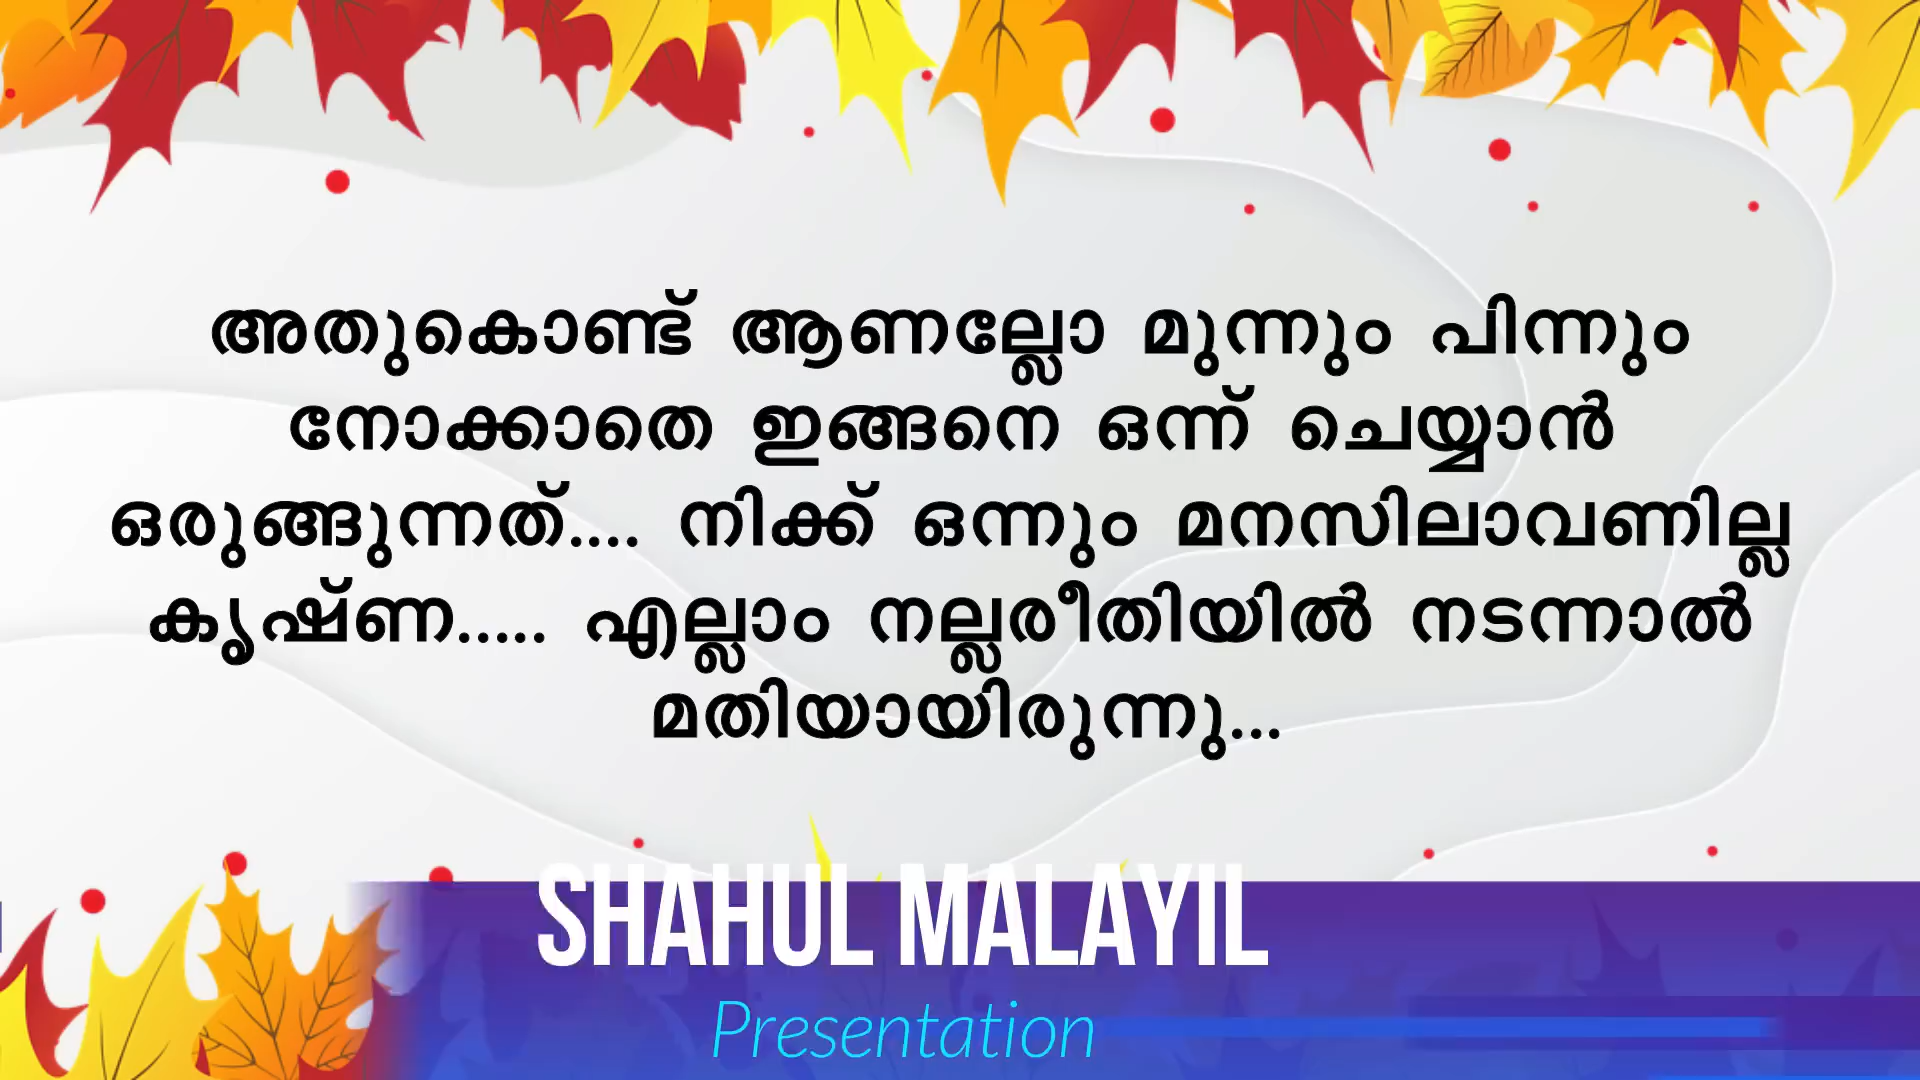 അതുകൊണ്ട് ആണല്ലോ മുന്നും പിന്നും
നോക്കാതെ ഇങ്ങനെ ഒന്ന് ചെയ്യാൻ
ഒരുങ്ങുന്നത്.... നിക്ക് ഒന്നും മനസിലാവണില്ല
കൃഷ്ണ..... എല്ലാം നല്ലരീതിയിൽ നടന്നാൽ
മതിയായിരുന്നു...
SHAHUL MALAYIL
Presentation